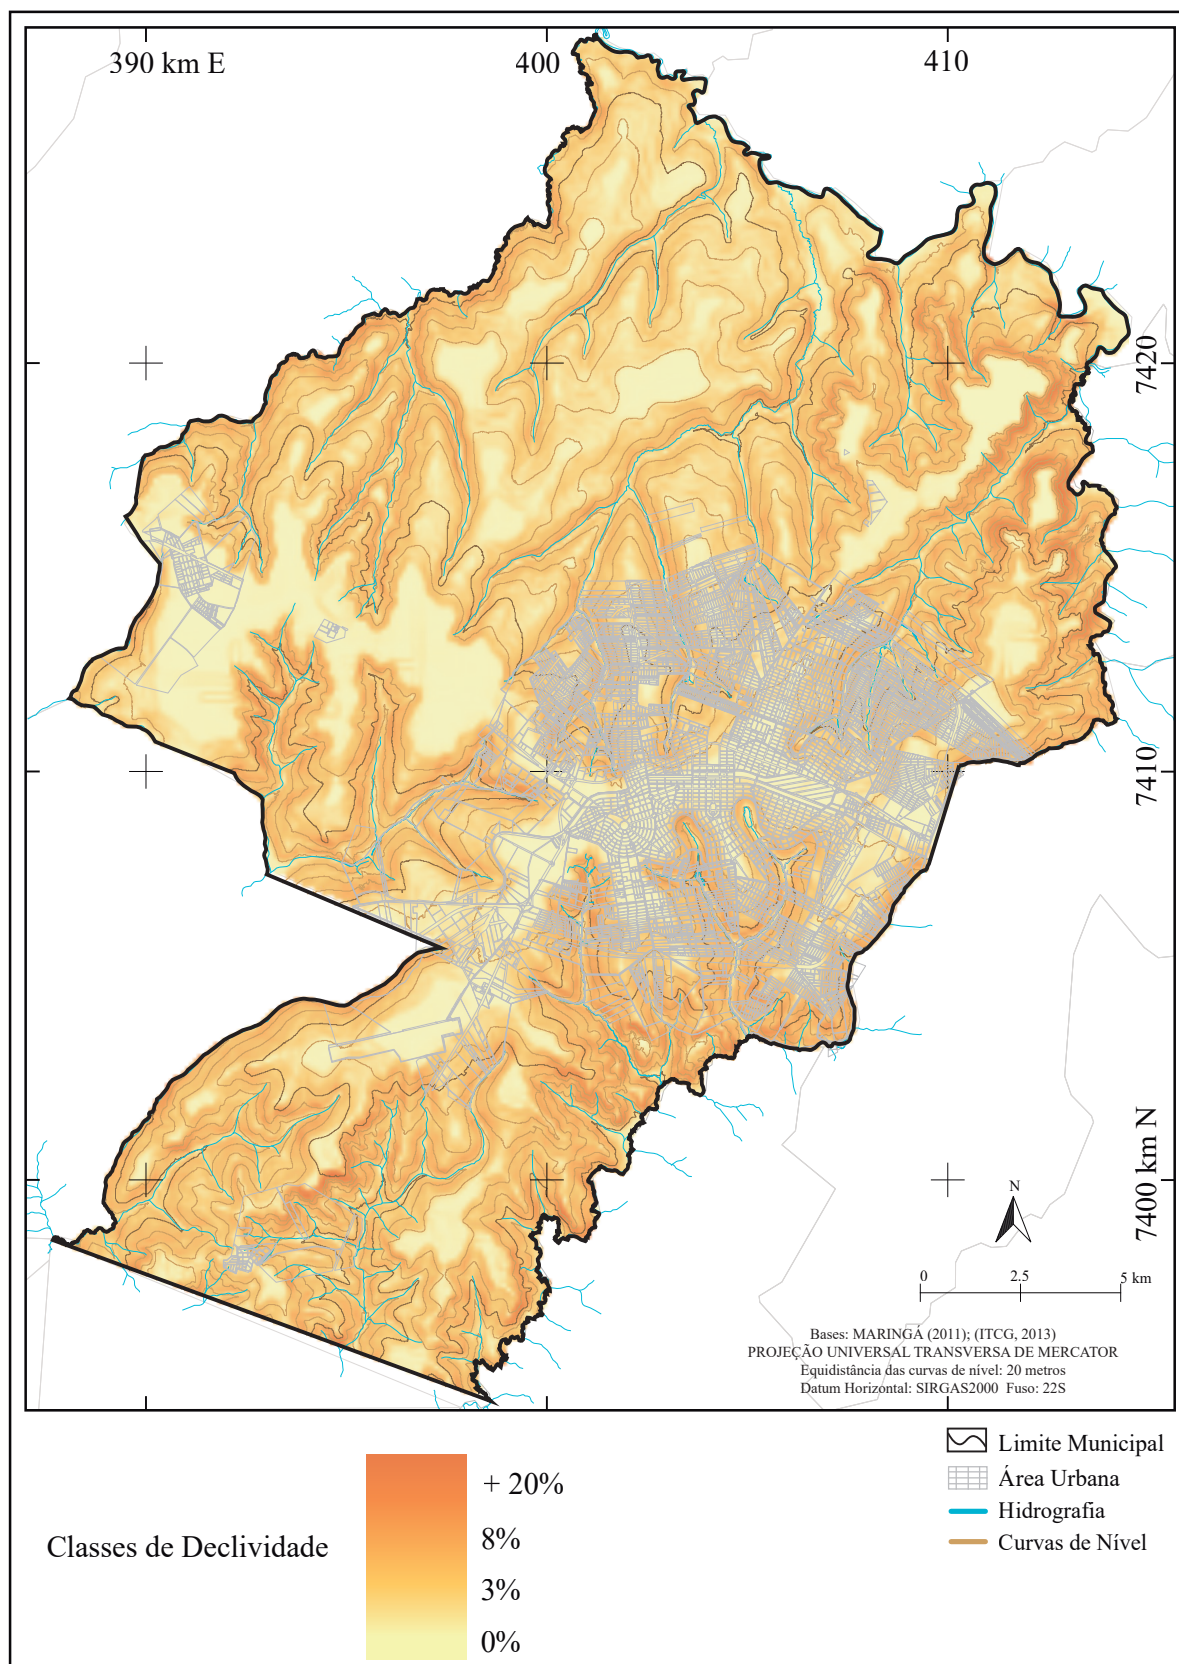 390 km E
400
410
7420
7410
7400 km N
N
0 2.5 5 km
Bases: MARINGÁ (2011); (ITCG, 2013)
PROJEÇÃO UNIVERSAL TRANSVERSA DE MERCATOR
Equidistância das curvas de nível: 20 metros
Datum Horizontal: SIRGAS2000 Fuso: 22S
Limite Municipal
Área Urbana
Hidrografia
Curvas de Nível
Classes de Declividade
+ 20%
8%
3%
0%